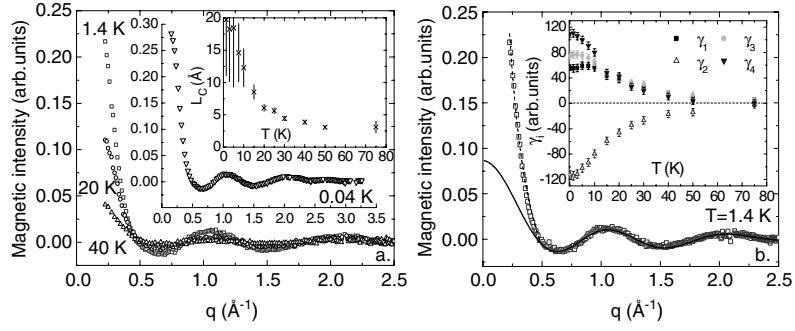 Magnetic intensity (arb.units)
0.25
0.20
0.15
0.10
0.05
0.00
0.0 0.5 1.0 1.5 2.0 2.5
q (Å-1)
1.4 K
20 K
40 K
a.
0.30
0.25
0.20
0.15
0.10
0.05
0.00
0.0 0.5 1.0 1.5 2.0 2.5 3.0 3.5
0.04 K
LC(Å)
20
15
10
5
0
0 10 20 30 40 50 60 70 80
T (K)
Magnetic intensity (arb.units)
0.25
0.20
0.15
0.10
0.05
0.00
0.0 0.5 1.0 1.5 2.0 2.5
q (Å-1)
T=1.4 K
b.
γi (arb.units)
120
80
40
0
-40
-80
-120
0 10 20 30 40 50 60 70 80
T (K)
γ1 γ3
γ2 γ4